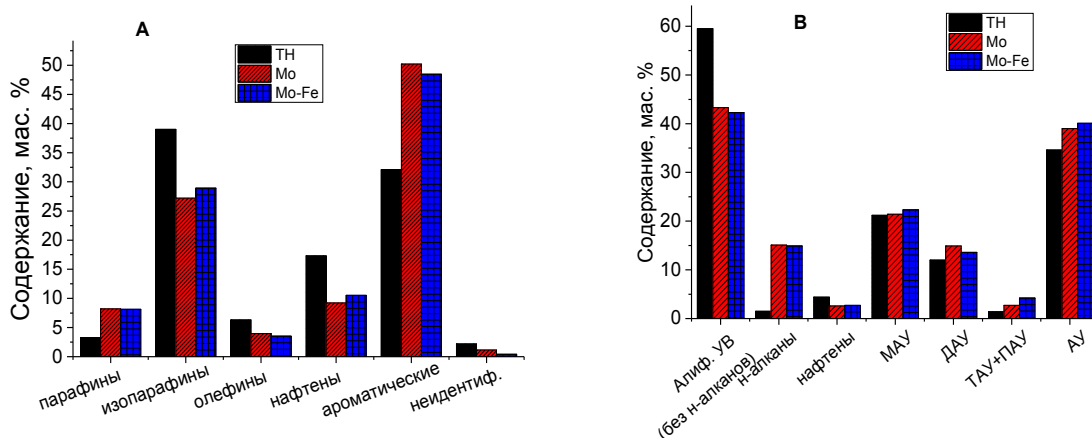 A
ТН
Mo
Mo-Fe
Содержание, мас. %
50
45
40
35
30
25
20
15
10
5
0
парафины
изопарафины
олефины
нафтены
ароматические
неидентиф.
B
ТН
Mo
Mo-Fe
Содержание, мас. %
60
50
40
30
20
10
0
Алиф. УВ
(без н-алканов)
н-алканы
нафтены
МАУ
ДАУ
ТАУ+ПАУ
АУ